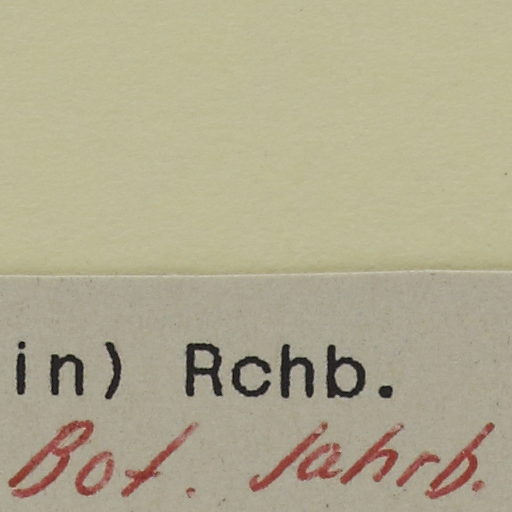 in) Rchb.
Bot. Jahrb.